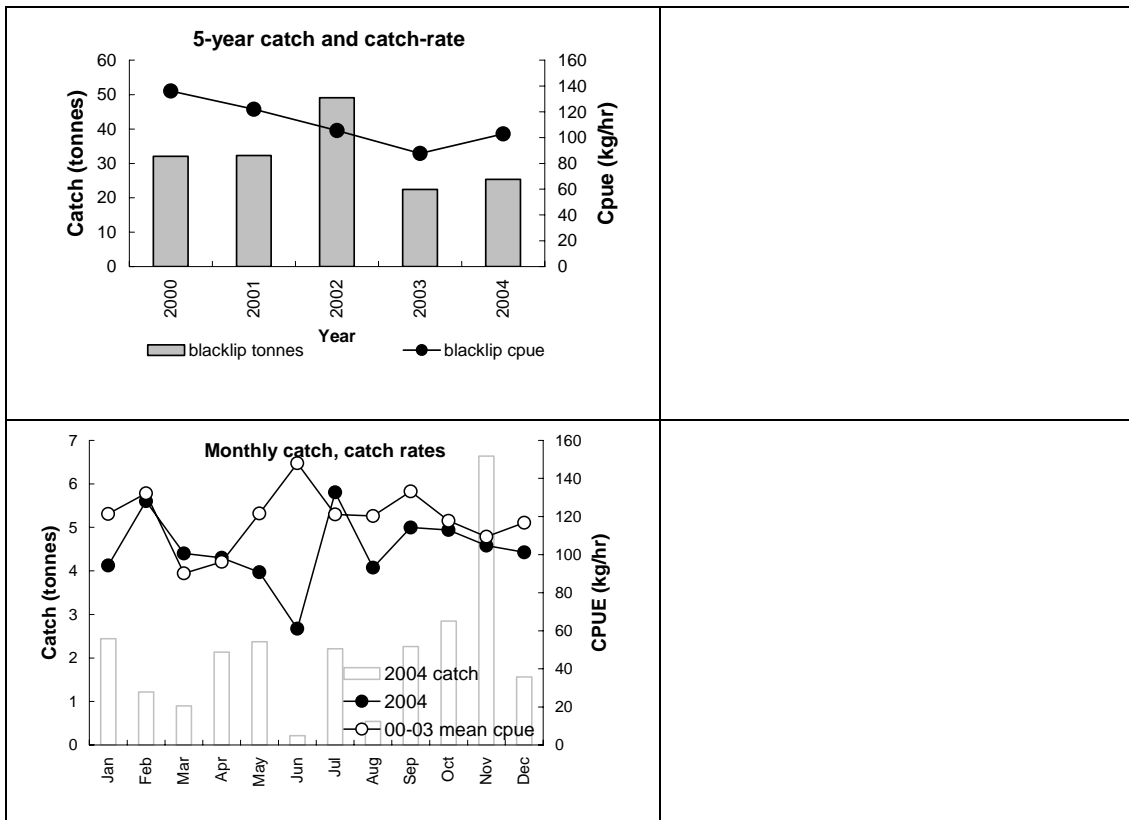 5-year catch and catch-rate
60
50
40
30
20
10
0
Catch (tonnes)
160
140
120
100
80
60
40
20
0
Cpue (kg/hr)
2000
2001
2002
2003
2004
Year
blacklip tonnes
blacklip cpue
Monthly catch, catch rates
7
6
5
4
3
2
1
0
Catch (tonnes)
160
140
120
100
80
60
40
20
0
CPUE (kg/hr)
2004 catch
2004
00-03 mean cpue
Jan
Feb
Mar
Apr
May
Jun
Jul
Aug
Sep
Oct
Nov
Dec